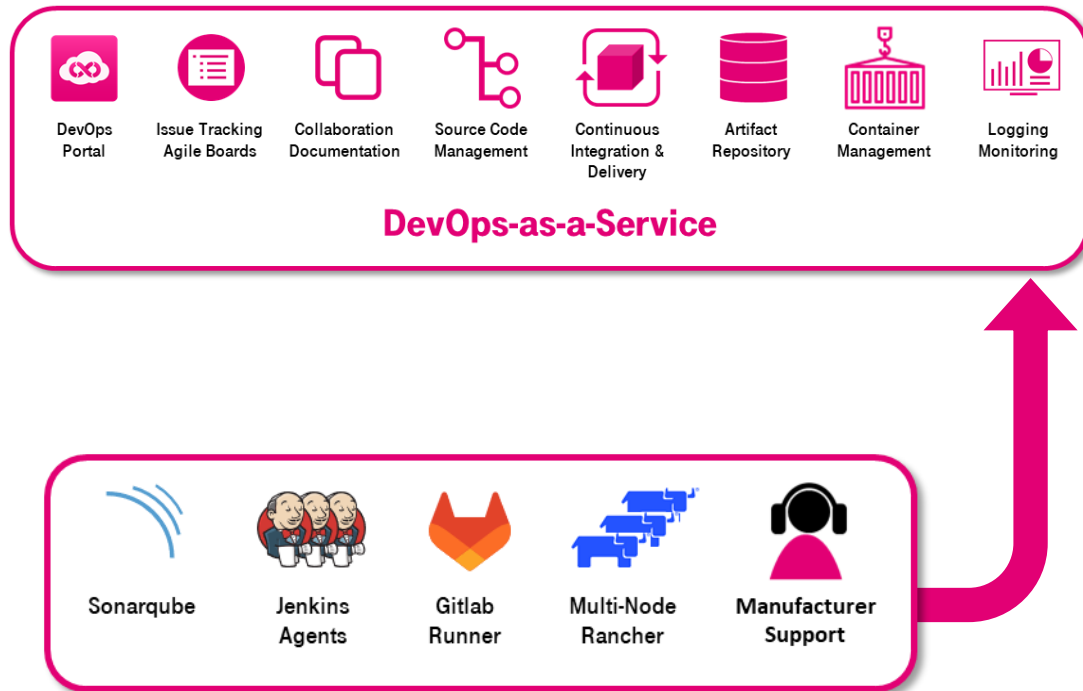 DevOps
Portal
Issue Tracking
Agile Boards
Collaboration
Documentation
Source Code
Management
Continuous
Integration &
Delivery
Artifact
Repository
Container
Management
Logging
Monitoring
DevOps-as-a-Service
Sonarqube
Jenkins
Agents
Gitlab
Runner
Multi-Node
Rancher
Manufacturer
Support